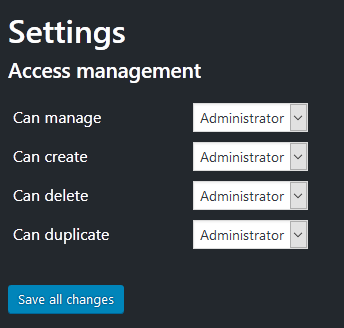 Settings
Access management
Can manage Administrator
Can create Administrator
Can delete Administrator
Can duplicate Administrator
Save all changes